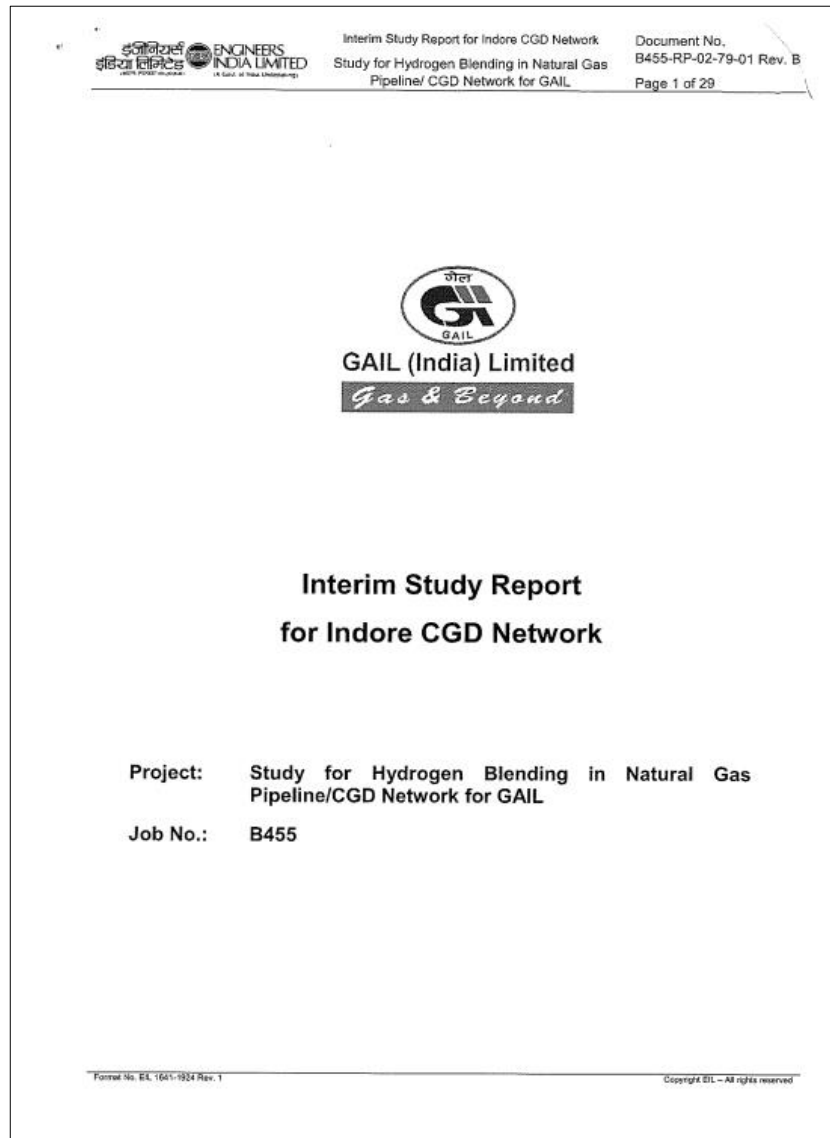 इंजीनियर्स ENGINEERS
इंडिया लिमिटेड INDIA LIMITED
(A Govt. of India Undertaking)
Interim Study Report for Indore CGD Network
Study for Hydrogen Blending in Natural Gas
Pipeline/ CGD Network for GAIL
Document No.
B455-RP-02-79-01 Rev. B
Page 1 of 29
गेल
GAIL
GAIL (India) Limited
Gas & Beyond
Interim Study Report
for Indore CGD Network
Project: Study for Hydrogen Blending in Natural Gas
Pipeline/CGD Network for GAIL
Job No.: B455
Format No. EIL 1641-1924 Rev. 1
Copyright EIL – All rights reserved